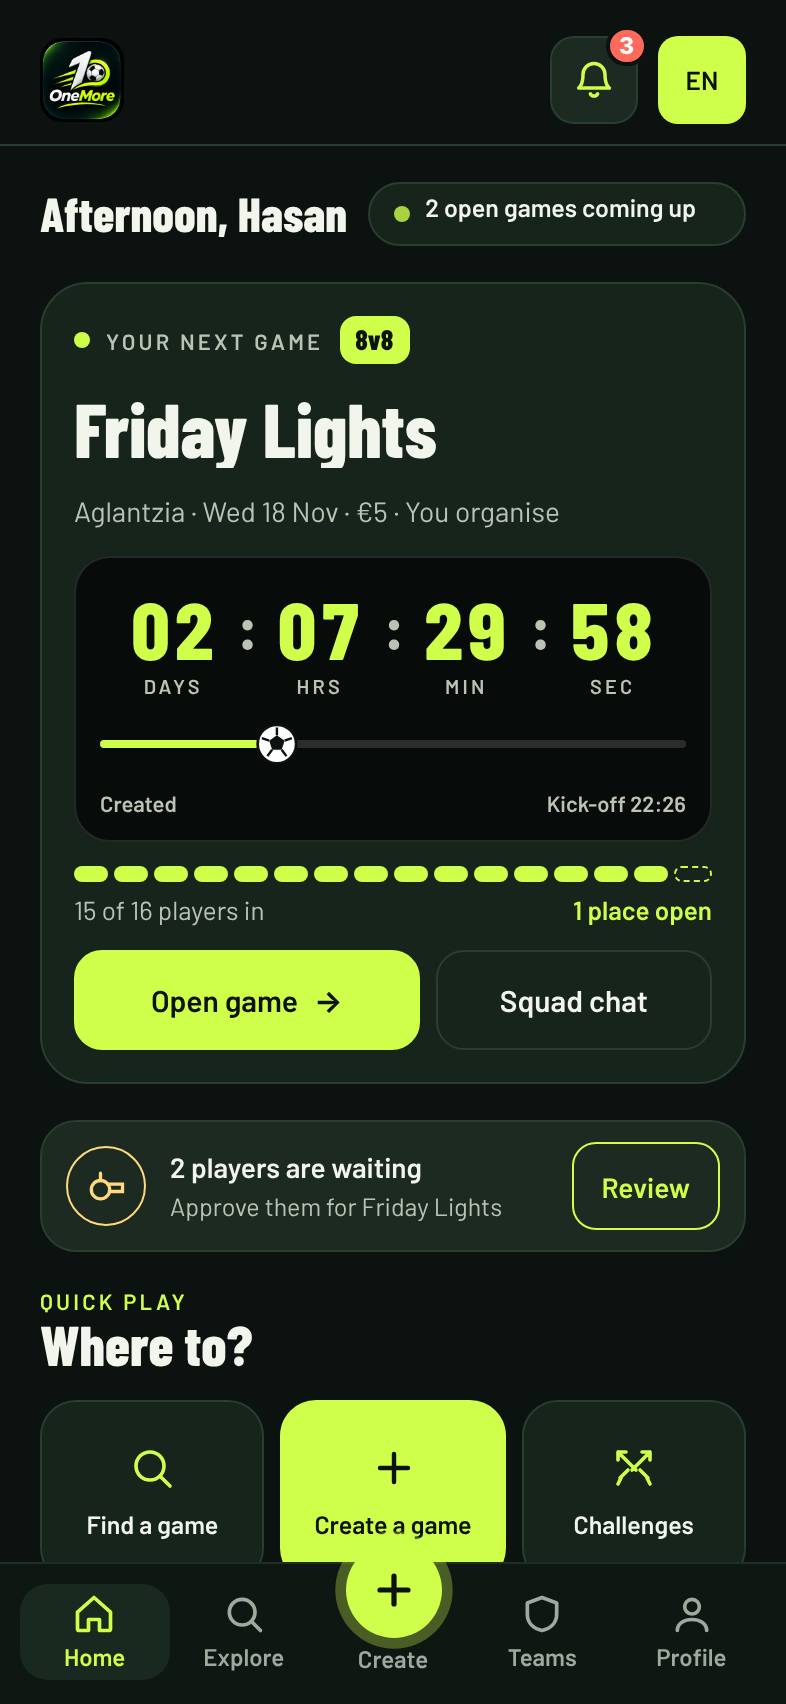 OneMore
3
EN
Afternoon, Hasan
2 open games coming up
YOUR NEXT GAME
8v8
Friday Lights
Aglantzia · Wed 18 Nov · €5 · You organise
02 : 07 : 29 : 58
DAYS HRS MIN SEC
Created
Kick-off 22:26
15 of 16 players in
1 place open
Open game →
Squad chat
2 players are waiting
Approve them for Friday Lights
Review
QUICK PLAY
Where to?
Find a game
Create a game
Challenges
Home
Explore
Create
Teams
Profile